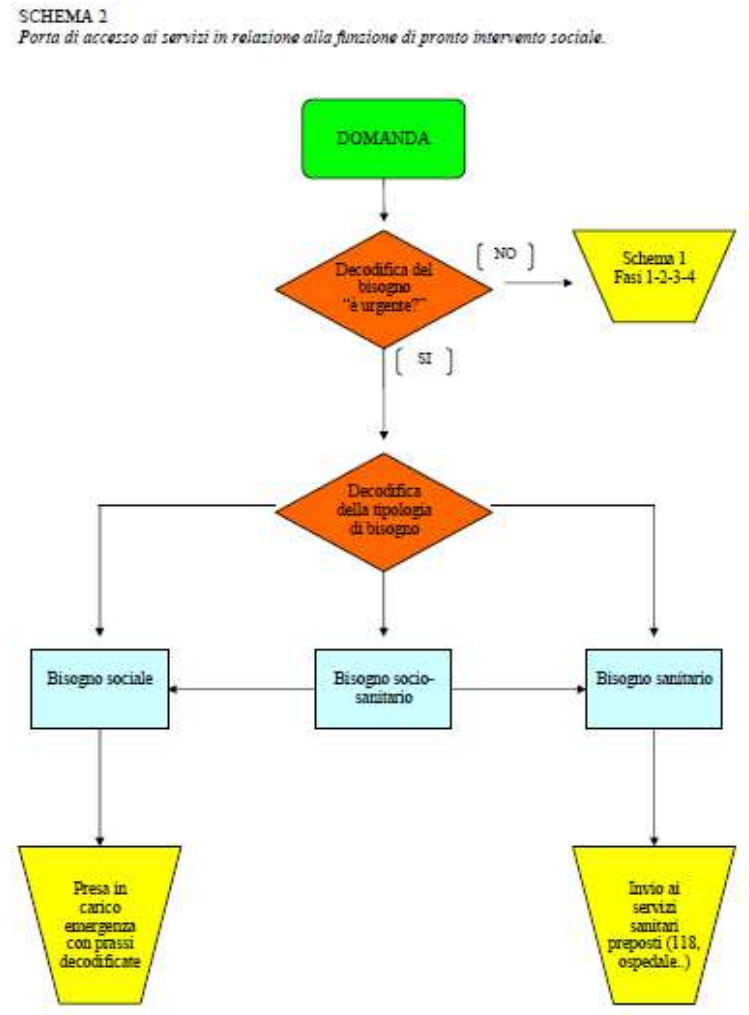 SCHEMA 2
Porta di accesso ai servizi in relazione alla funzione di pronto intervento sociale.
DOMANDA
Decodifica del
bisogno
“è urgente?”
NO
Schema 1
Fasi 1-2-3-4
SI
Decodifica
della tipologia
di bisogno
Bisogno sociale
Bisogno socio-
sanitario
Bisogno sanitario
Presa in
carico
emergenza
con prassi
decodificate
Invio ai
servizi
sanitari
preposti (118,
ospedale..)